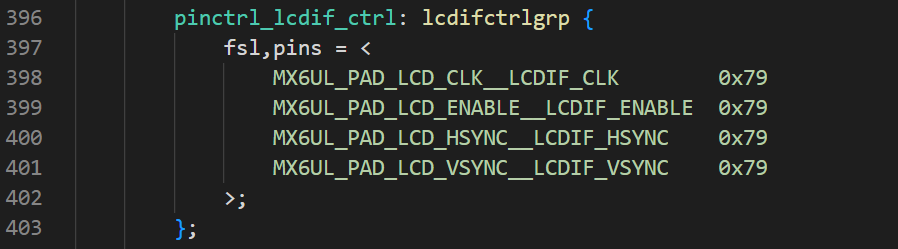 396 pinctrl_lcdif_ctrl: lcdifctrlgrp {
397 fsl,pins = <
398 MX6UL_PAD_LCD_CLK__LCDIF_CLK 0x79
399 MX6UL_PAD_LCD_ENABLE__LCDIF_ENABLE 0x79
400 MX6UL_PAD_LCD_HSYNC__LCDIF_HSYNC 0x79
401 MX6UL_PAD_LCD_VSYNC__LCDIF_VSYNC 0x79
402 >;
403 };